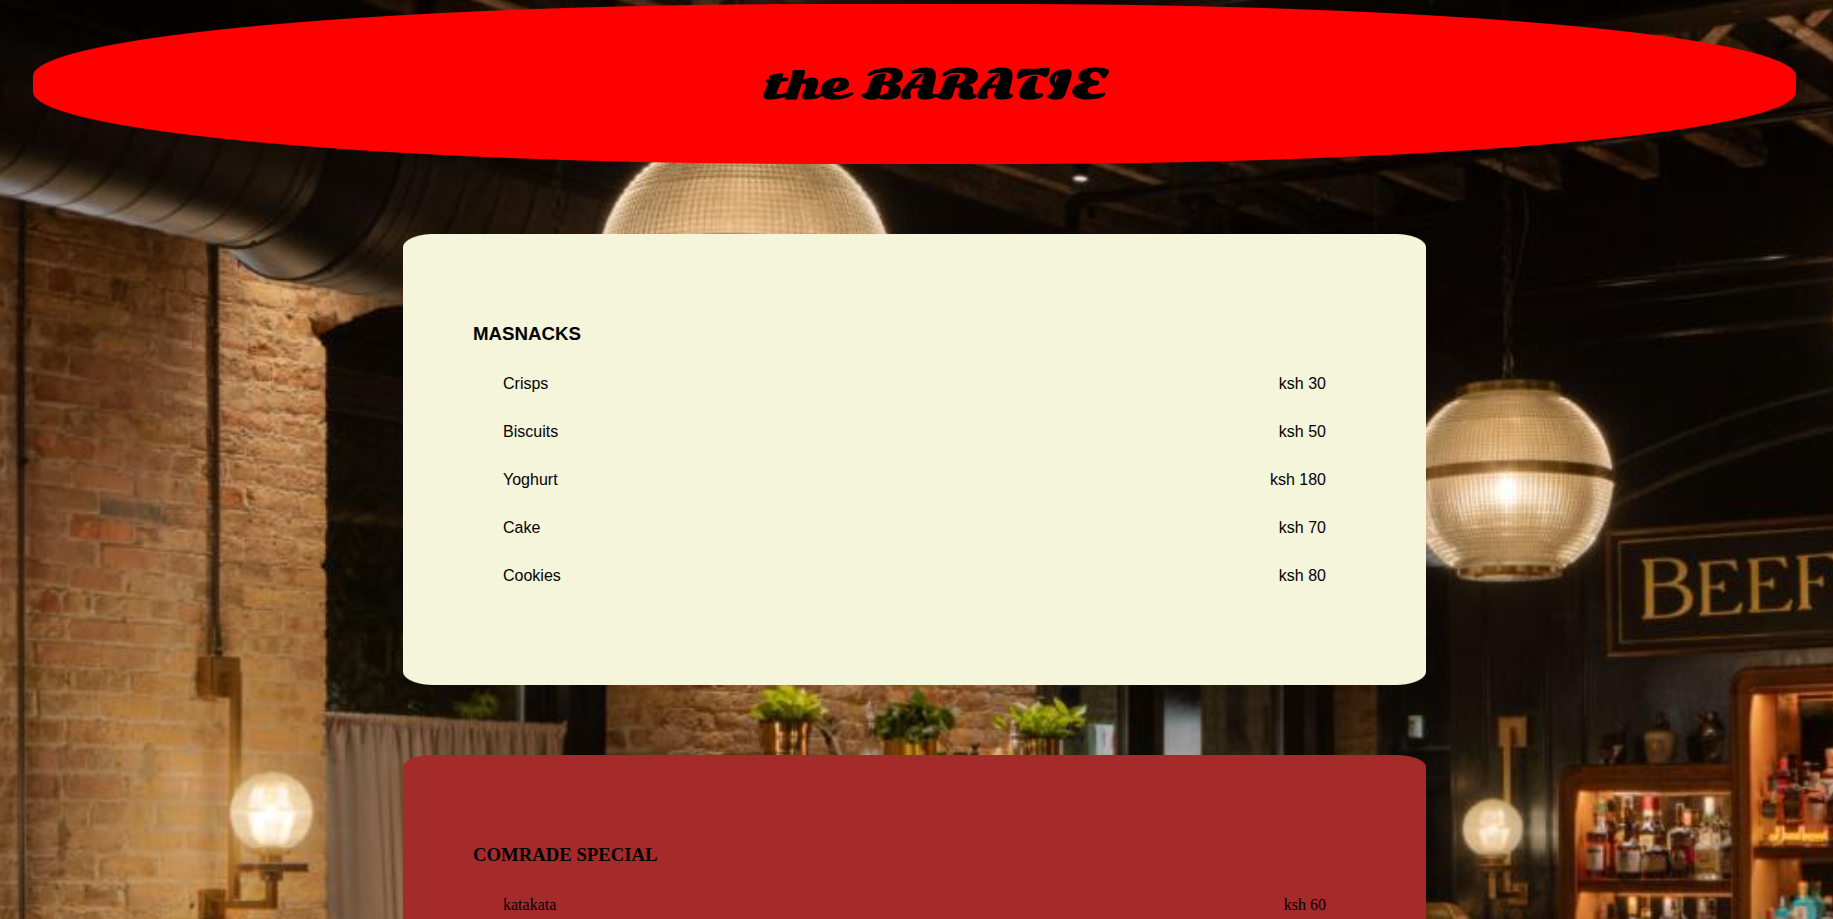 the BARATIE
MASNACKS
Crisps ksh 30
Biscuits ksh 50
Yoghurt ksh 180
Cake ksh 70
Cookies ksh 80
BEEF
COMRADE SPECIAL
katakata ksh 60